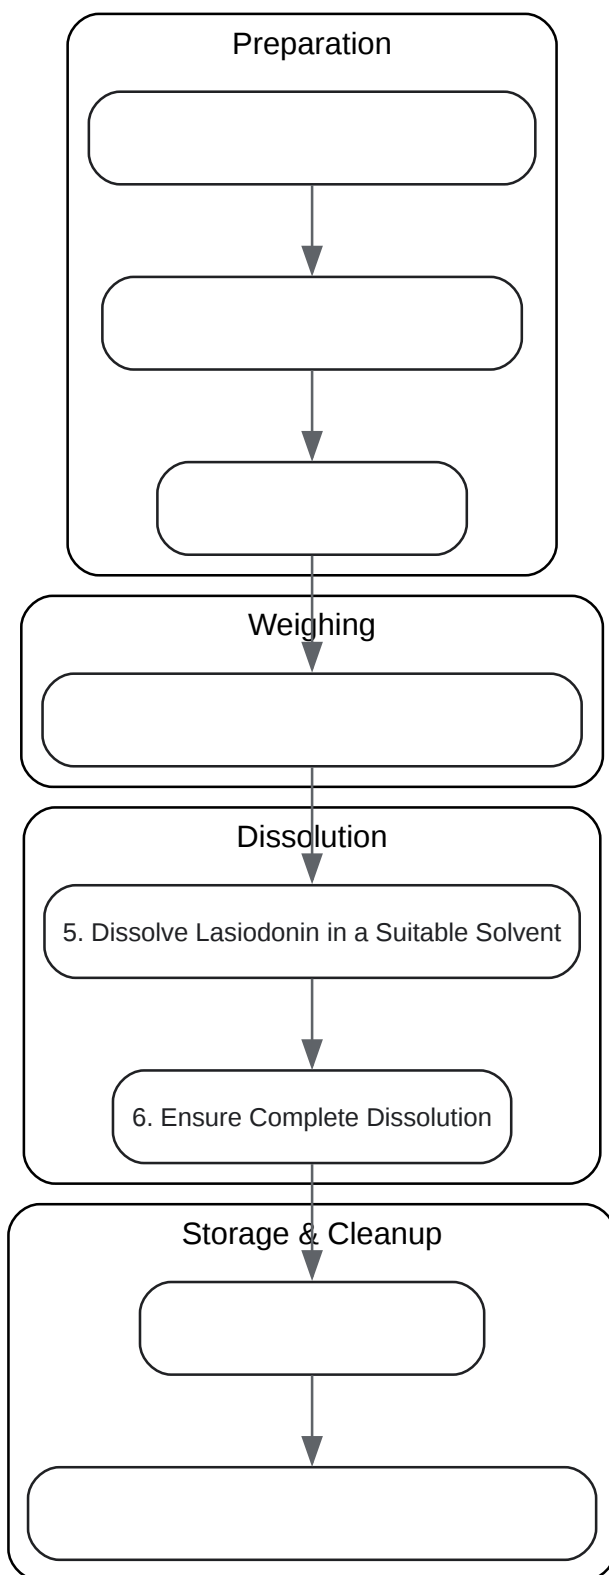 Preparation
Weighing
Dissolution
5. Dissolve Lasiodonin in a Suitable Solvent
6. Ensure Complete Dissolution
Storage & Cleanup